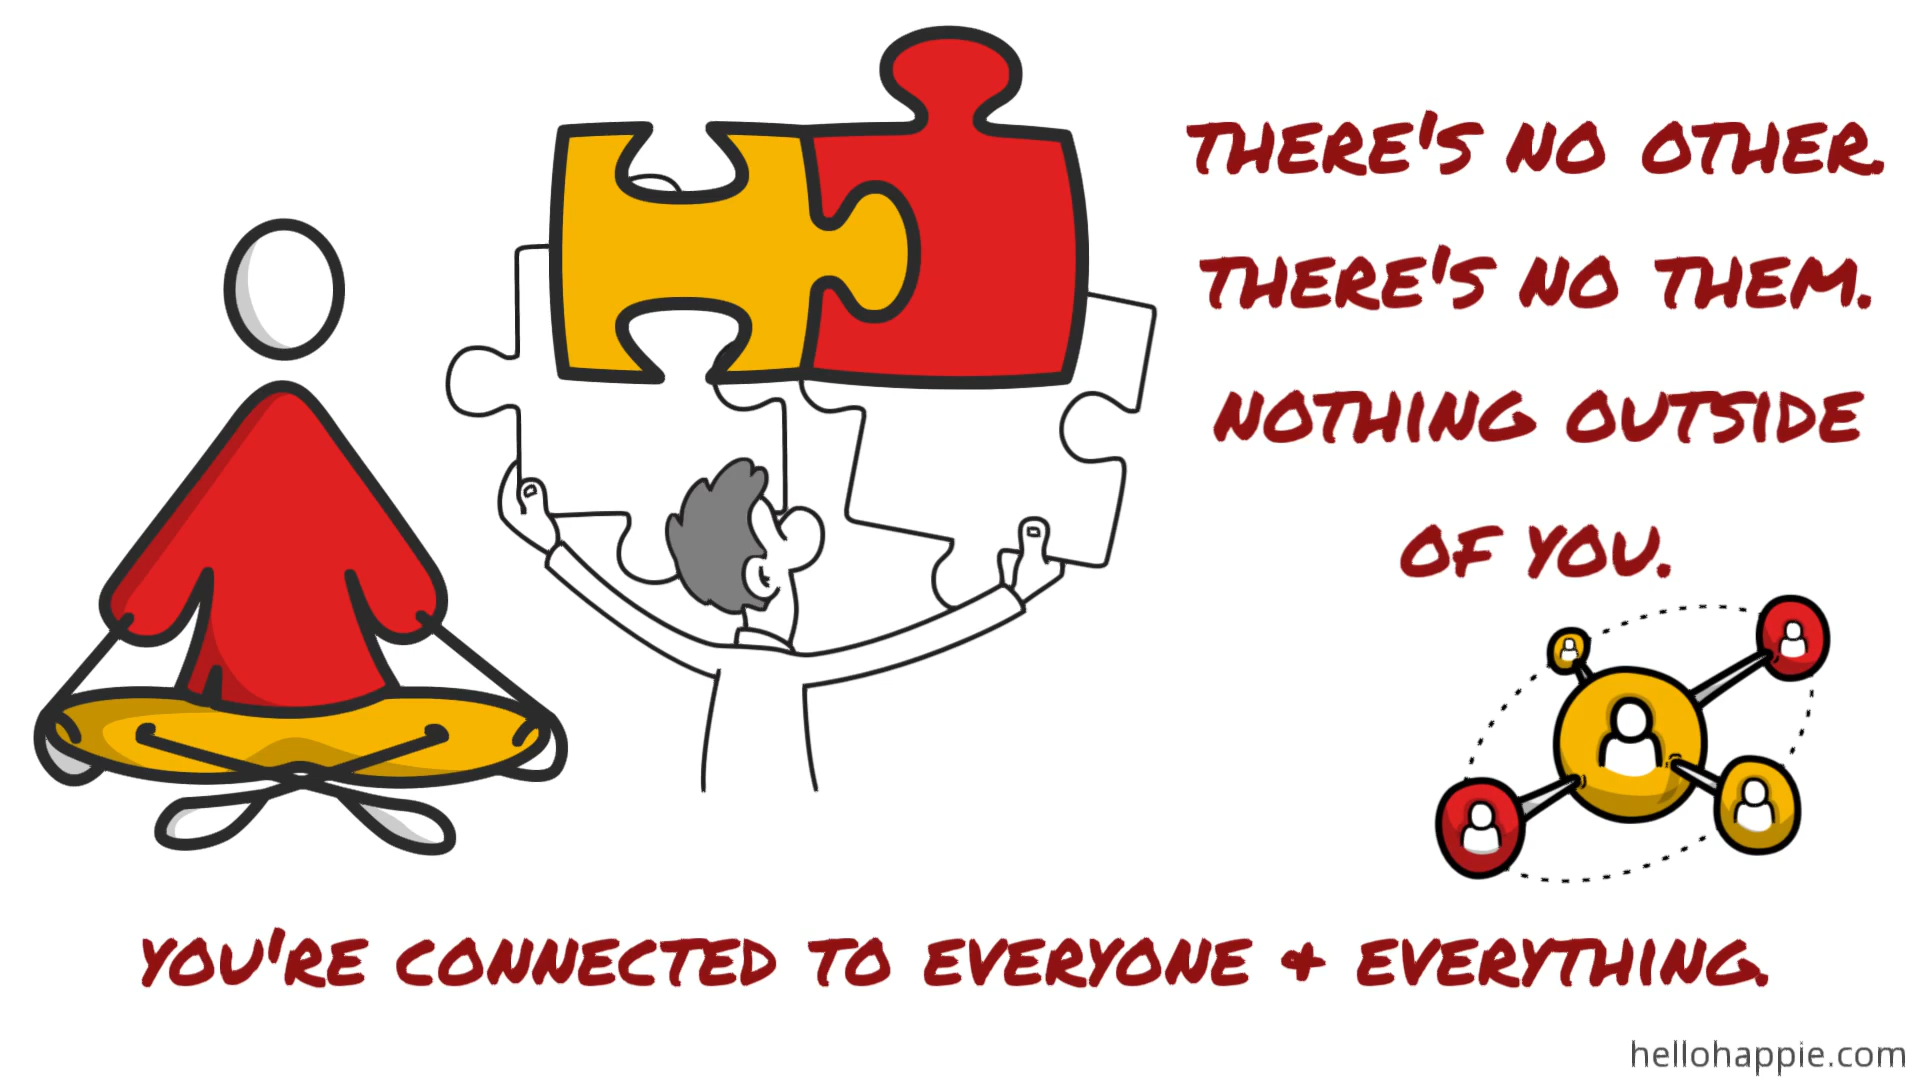 THERE'S NO OTHER.
THERE'S NO THEM.
NOTHING OUTSIDE
OF YOU.
YOU'RE CONNECTED TO EVERYONE & EVERYTHING.
hellohappie.com